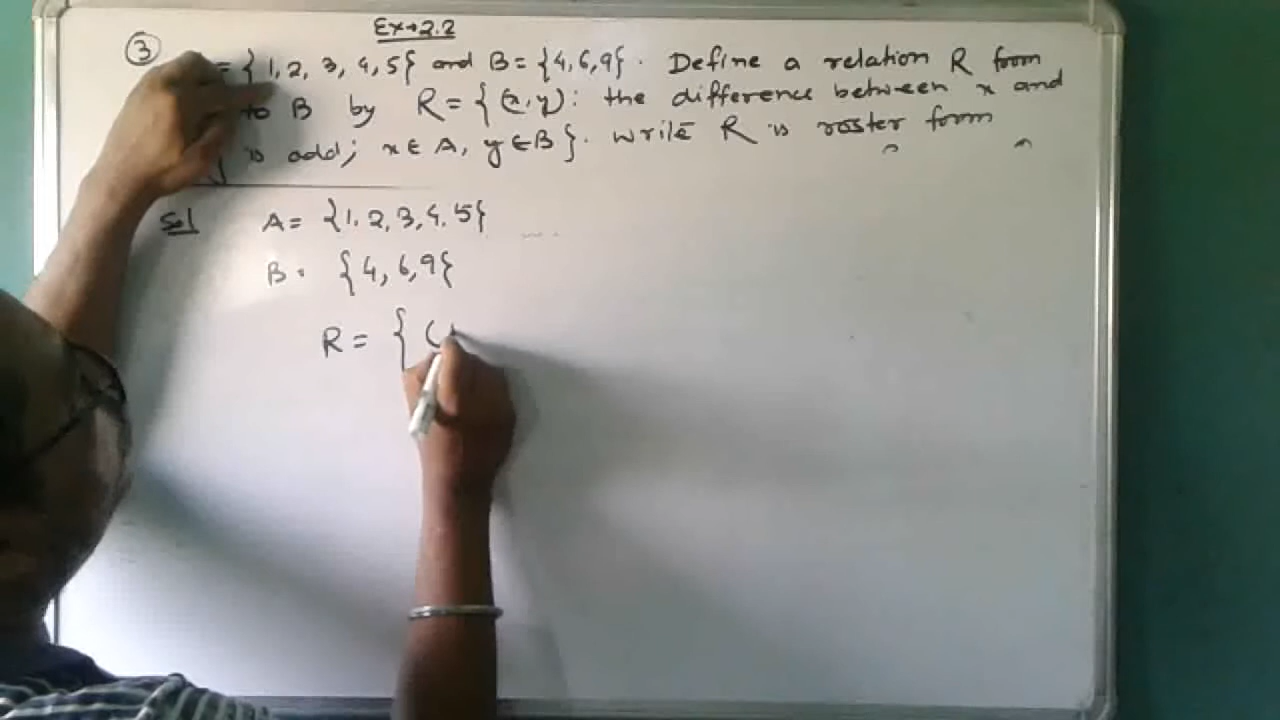 Ex→2.2
③ = {1, 2, 3, 4, 5} and B = {4, 6, 9}. Define a relation R from
to B by R = {(x, y): the difference between x and
is odd; x ∈ A, y ∈ B}. write R is roster form
Sol A = {1, 2, 3, 4, 5}
B = {4, 6, 9}
R = { (